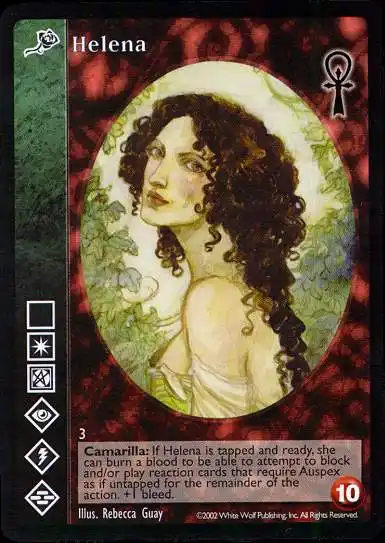 Helena
3
Camarilla: If Helena is tapped and ready, she
can burn a blood to be able to attempt to block
and/or play reaction cards that require Auspex
as if untapped for the remainder of the
action. +1 bleed.
10
Illus. Rebecca Guay
©2002 White Wolf Publishing, Inc. All Rights Reserved.